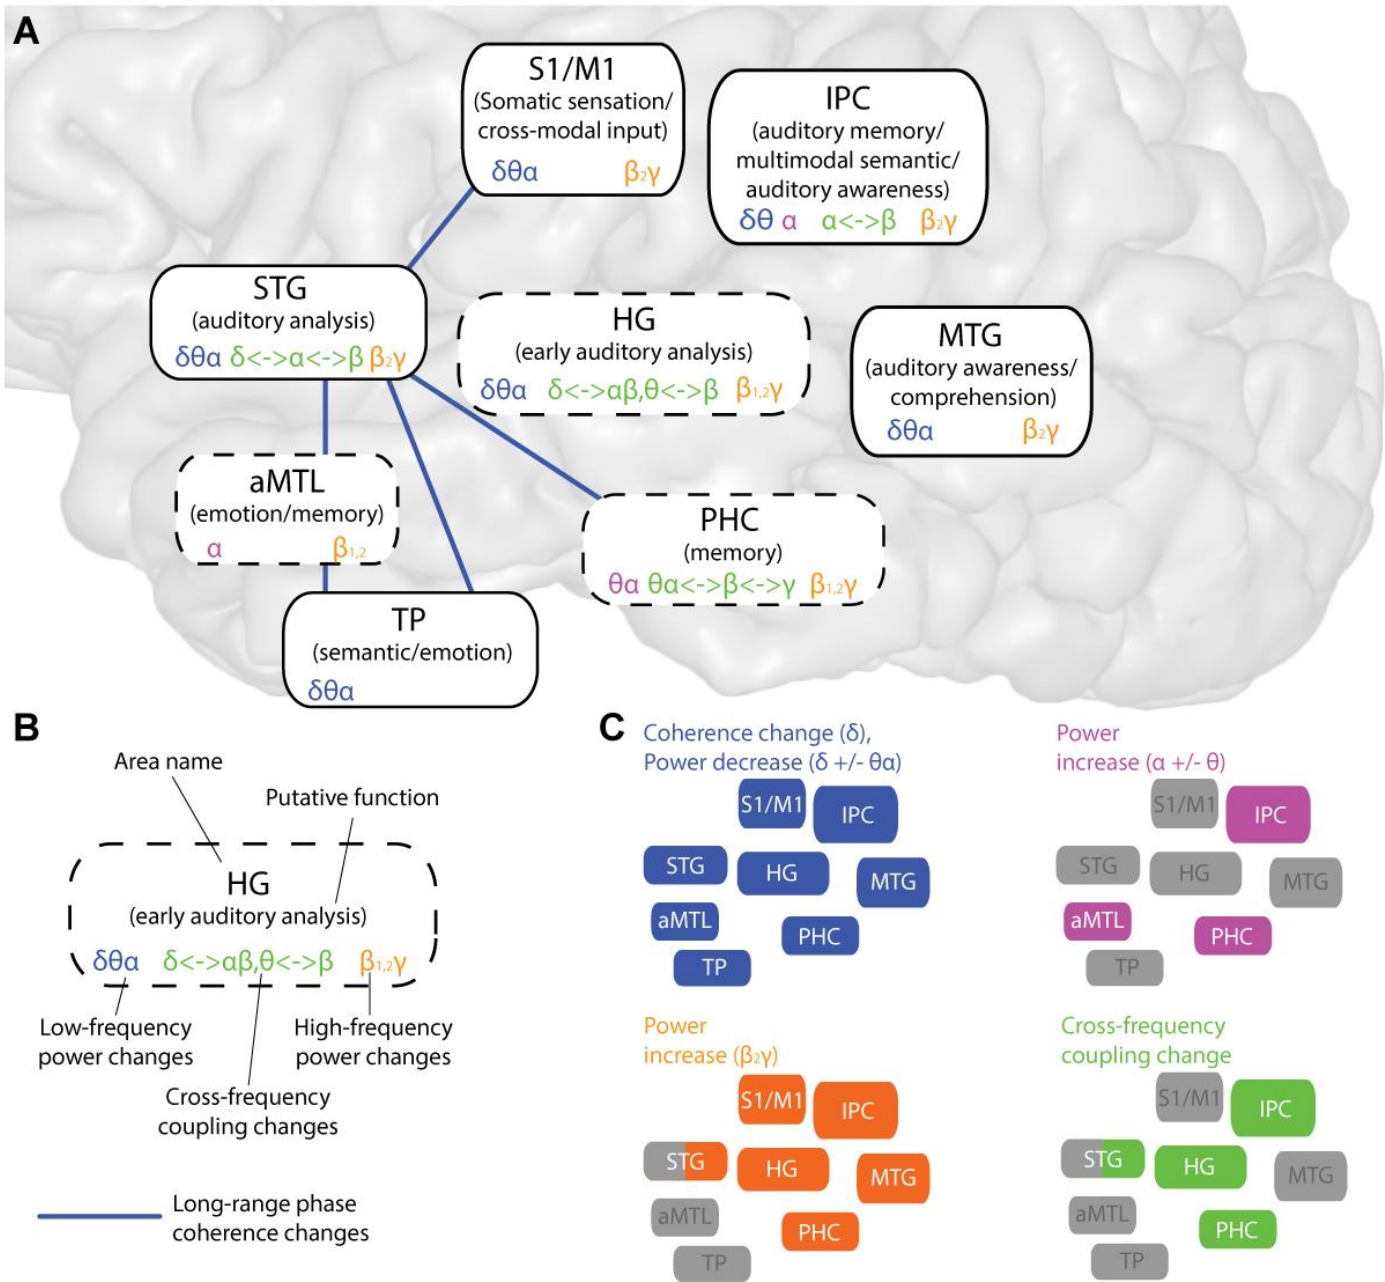 A
S1/M1
(Somatic sensation/
cross-modal input)
δθα β2γ
IPC
(auditory memory/
multimodal semantic/
auditory awareness)
δθ α α<->β β2γ
STG
(auditory analysis)
δθα δ<->α<->β β2γ
HG
(early auditory analysis)
δθα δ<->αβ,θ<->β β1,2γ
MTG
(auditory awareness/
comprehension)
δθα β2γ
aMTL
(emotion/memory)
α β1,2
PHC
(memory)
θα θα<->β<->γ β1,2γ
TP
(semantic/emotion)
δθα
B
Area name
Putative function
HG
(early auditory analysis)
δθα δ<->αβ,θ<->β β1,2γ
Low-frequency
power changes
High-frequency
power changes
Cross-frequency
coupling changes
Long-range phase
coherence changes
C
Coherence change (δ),
Power decrease (δ +/- θα)
S1/M1
IPC
STG
HG
MTG
aMTL
PHC
TP
Power
increase (α +/- θ)
S1/M1
IPC
STG
HG
MTG
aMTL
PHC
TP
Power
increase (β2γ)
S1/M1
IPC
STG
HG
MTG
aMTL
PHC
TP
Cross-frequency
coupling change
S1/M1
IPC
STG
HG
MTG
aMTL
PHC
TP